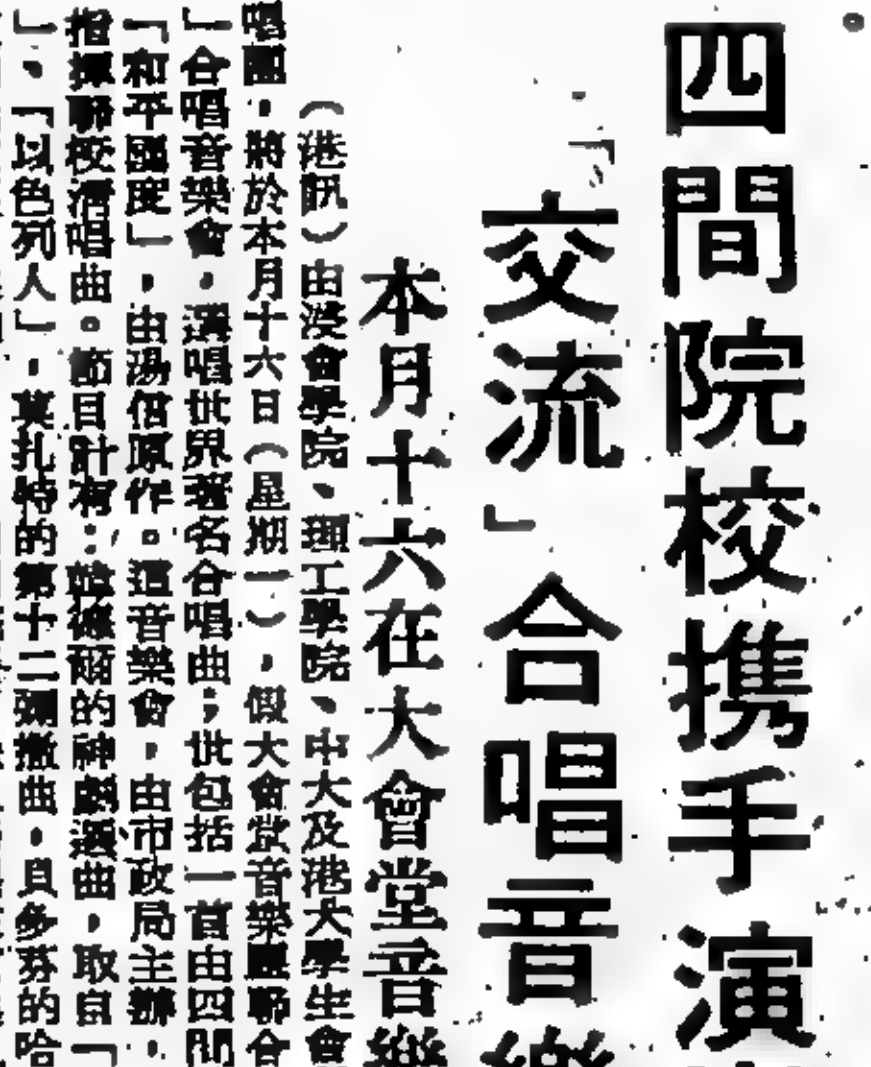 四間院校携手演
「交流」合唱音樂
本月十六在大會堂音樂
（港訊）由浸會學院、理工學院、中大及港大學生會
唱團，將於本月十六日（星期一），假大會堂音樂廳聯合
」合唱音樂會，選唱世界著名合唱曲；世包括一首由四間
「和平國度」，由湯信原作。這音樂會，由市政局主辦，
指揮聯校清唱曲。節目計有：韓德爾的神劇選曲，取自「
」、「以色列人」，莫扎特的第十二彌撒曲，貝多芬的哈